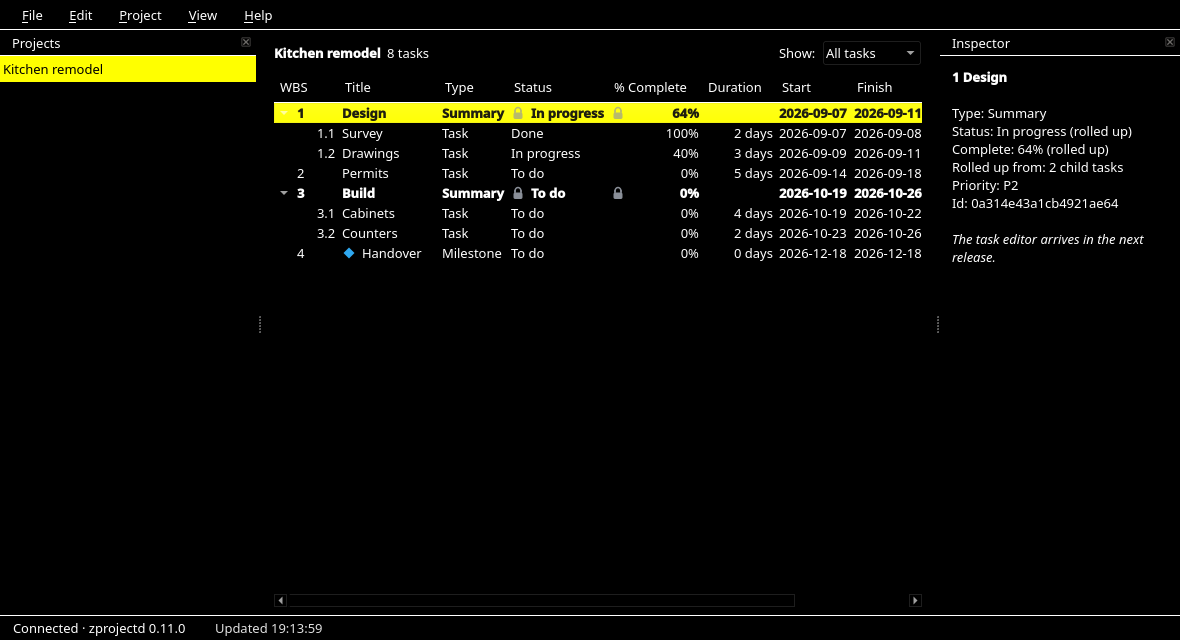 File Edit Project View Help
Projects
Kitchen remodel
Kitchen remodel 8 tasks Show: All tasks
WBS Title Type Status % Complete Duration Start Finish
1 Design Summary In progress 64% 2026-09-07 2026-09-11
1.1 Survey Task Done 100% 2 days 2026-09-07 2026-09-08
1.2 Drawings Task In progress 40% 3 days 2026-09-09 2026-09-11
2 Permits Task To do 0% 5 days 2026-09-14 2026-09-18
3 Build Summary To do 0% 2026-10-19 2026-10-26
3.1 Cabinets Task To do 0% 4 days 2026-10-19 2026-10-22
3.2 Counters Task To do 0% 2 days 2026-10-23 2026-10-26
4 Handover Milestone To do 0% 0 days 2026-12-18 2026-12-18
Inspector
1 Design
Type: Summary
Status: In progress (rolled up)
Complete: 64% (rolled up)
Rolled up from: 2 child tasks
Priority: P2
Id: 0a314e43a1cb4921ae64
The task editor arrives in the next
release.
Connected · zprojectd 0.11.0 Updated 19:13:59